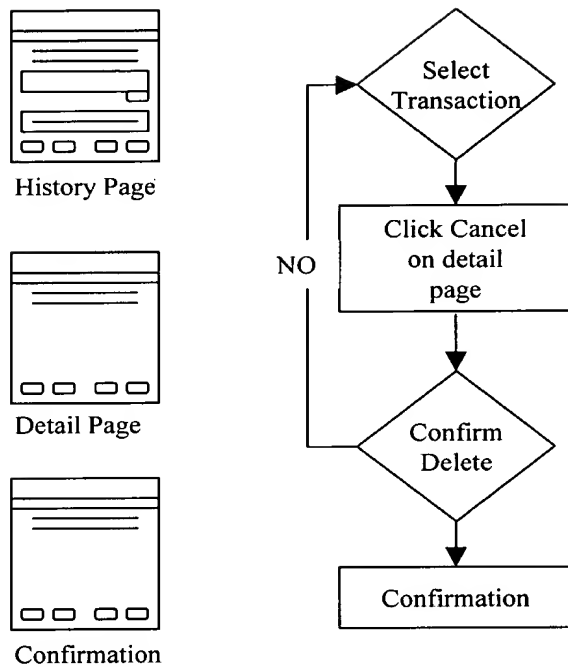 History Page
Detail Page
Confirmation
Select
Transaction
Click Cancel
on detail
page
NO
Confirm
Delete
Confirmation